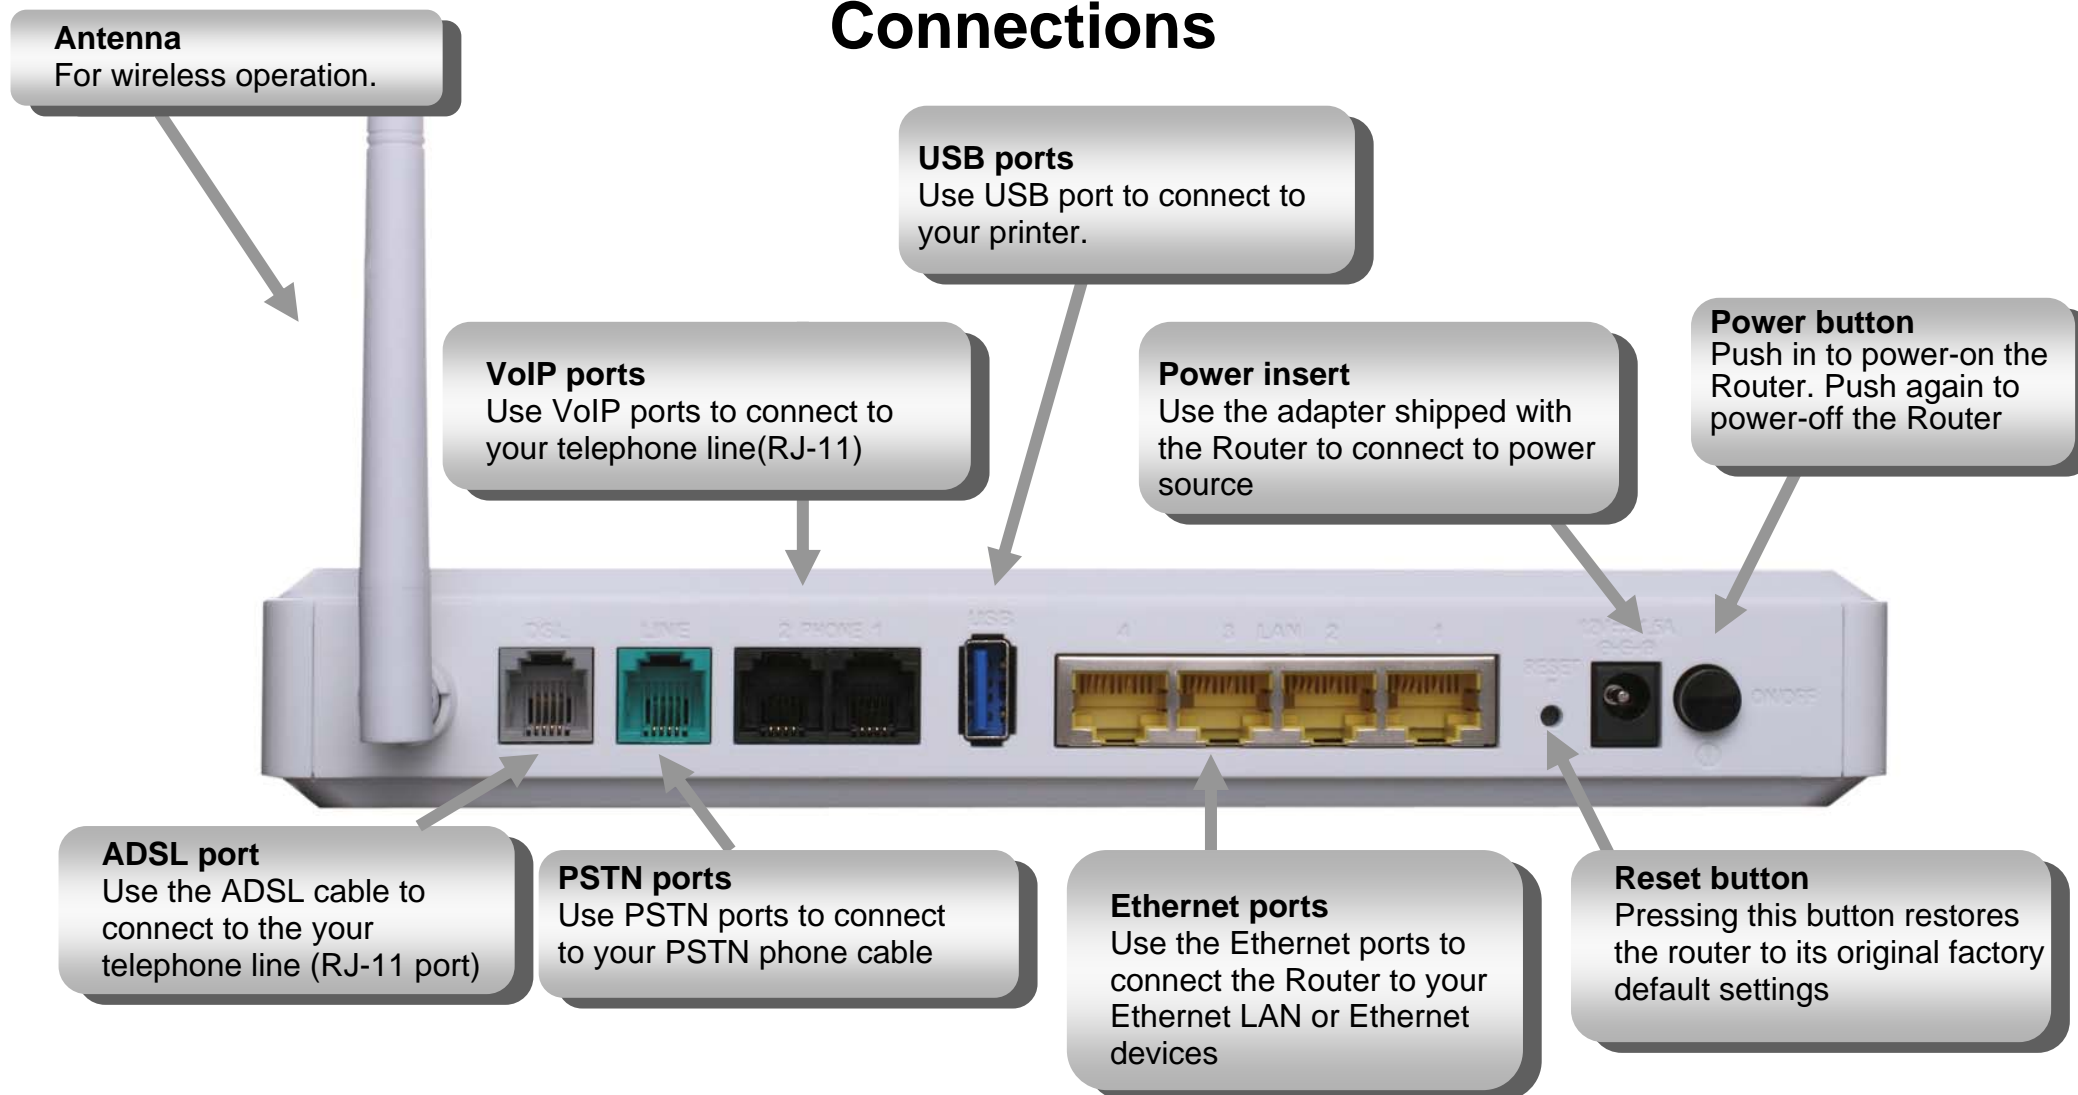 Connections
Antenna
For wireless operation.
USB ports
Use USB port to connect to
your printer.
VoIP ports
Use VoIP ports to connect to
your telephone line(RJ-11)
Power insert
Use the adapter shipped with
the Router to connect to power
source
Power button
Push in to power-on the
Router. Push again to
power-off the Router
DSL
LINE
2 PHONE 1
USB
4 3 LAN 2 1
RESET
ON/OFF
ADSL port
Use the ADSL cable to
connect to the your
telephone line (RJ-11 port)
PSTN ports
Use PSTN ports to connect
to your PSTN phone cable
Ethernet ports
Use the Ethernet ports to
connect the Router to your
Ethernet LAN or Ethernet
devices
Reset button
Pressing this button restores
the router to its original factory
default settings